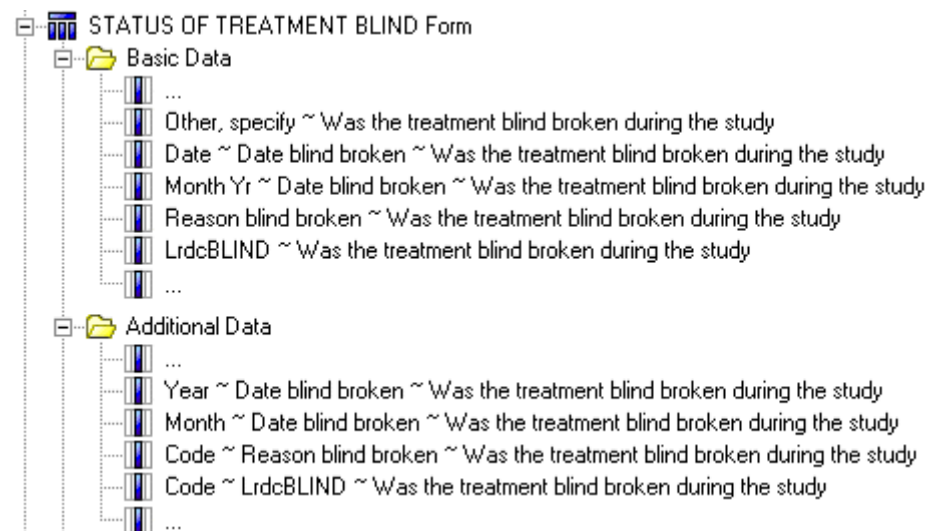 STATUS OF TREATMENT BLIND Form
Basic Data
...
Other, specify ~ Was the treatment blind broken during the study
Date ~ Date blind broken ~ Was the treatment blind broken during the study
Month Yr ~ Date blind broken ~ Was the treatment blind broken during the study
Reason blind broken ~ Was the treatment blind broken during the study
LrdcBLIND ~ Was the treatment blind broken during the study
...
Additional Data
...
Year ~ Date blind broken ~ Was the treatment blind broken during the study
Month ~ Date blind broken ~ Was the treatment blind broken during the study
Code ~ Reason blind broken ~ Was the treatment blind broken during the study
Code ~ LrdcBLIND ~ Was the treatment blind broken during the study
...